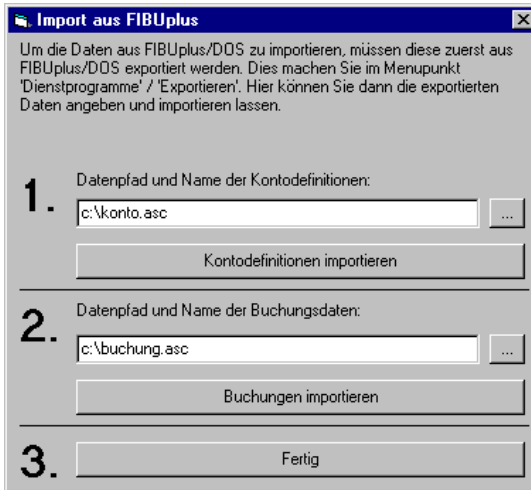 Import aus FIBUplus
Um die Daten aus FIBUplus/DOS zu importieren, müssen diese zuerst aus
FIBUplus/DOS exportiert werden. Dies machen Sie im Menupunkt
'Dienstprogramme' / 'Exportieren'. Hier können Sie dann die exportierten
Daten angeben und importieren lassen.
1.
Datenpfad und Name der Kontodefinitionen:
c:\konto.asc
...
Kontodefinitionen importieren
2.
Datenpfad und Name der Buchungsdaten:
c:\buchung.asc
...
Buchungen importieren
3.
Fertig